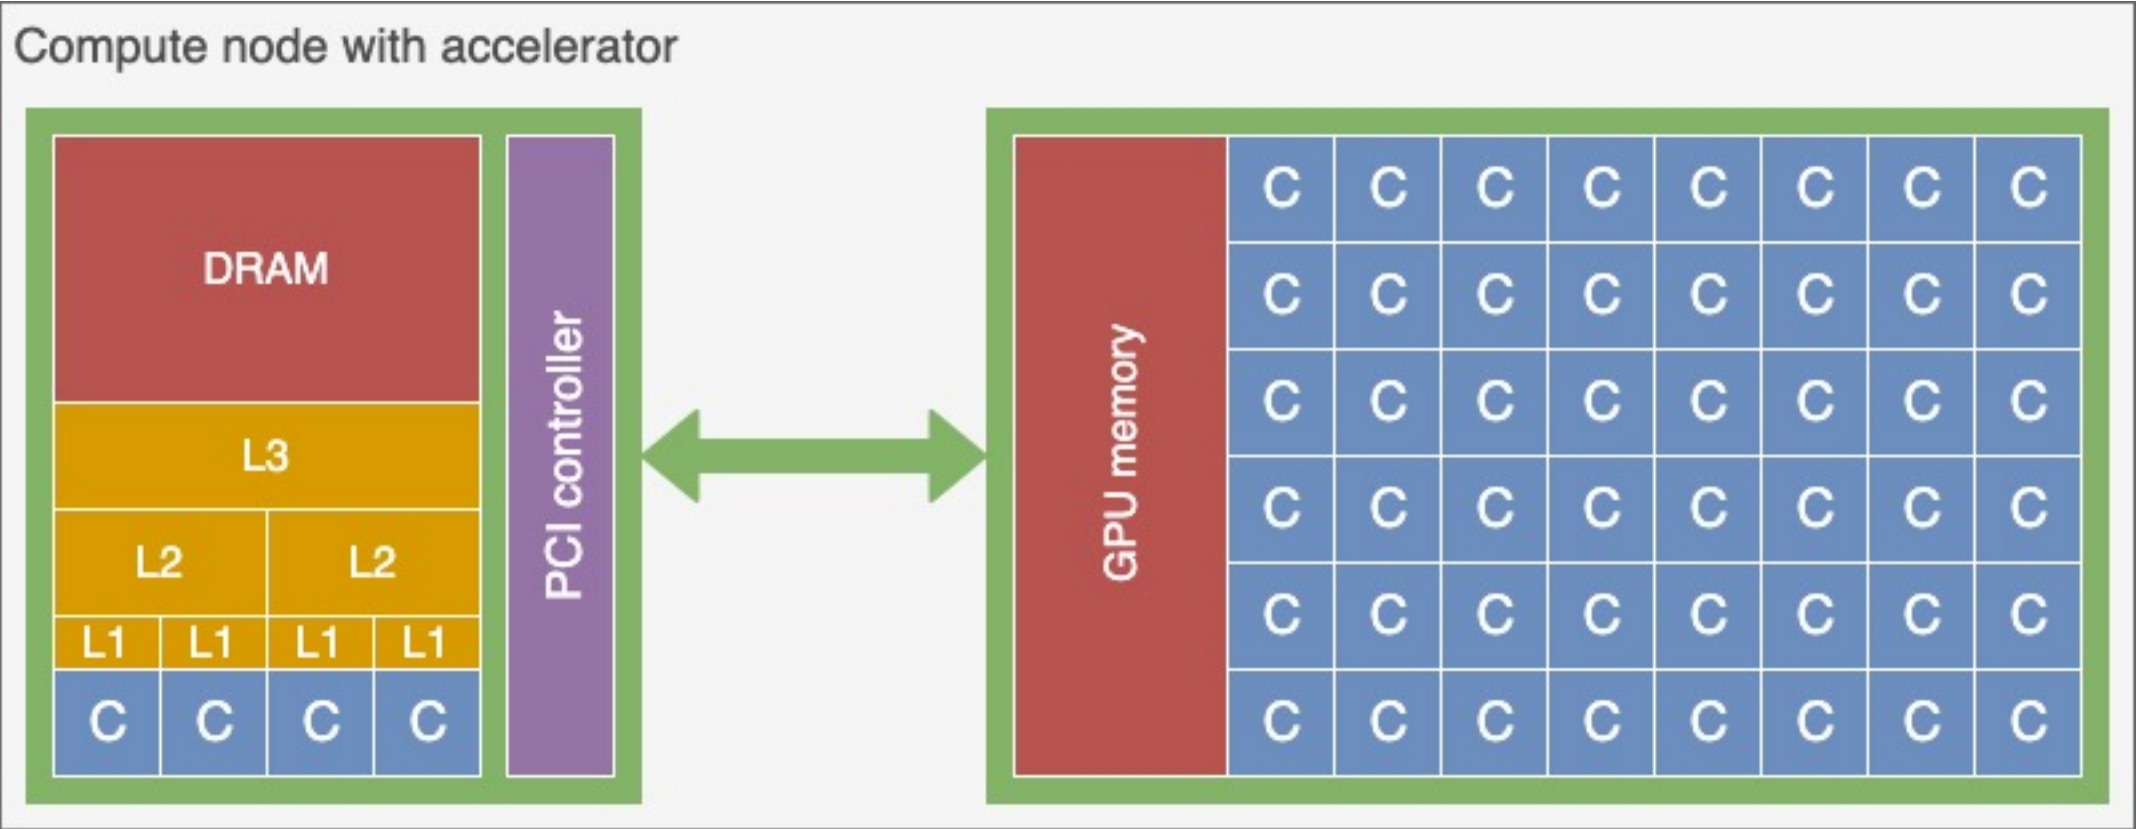 Compute node with accelerator
DRAM
L3
L2 L2
L1 L1 L1 L1
C C C C
PCI controller
GPU memory
C C C C C C C C
C C C C C C C C
C C C C C C C C
C C C C C C C C
C C C C C C C C
C C C C C C C C